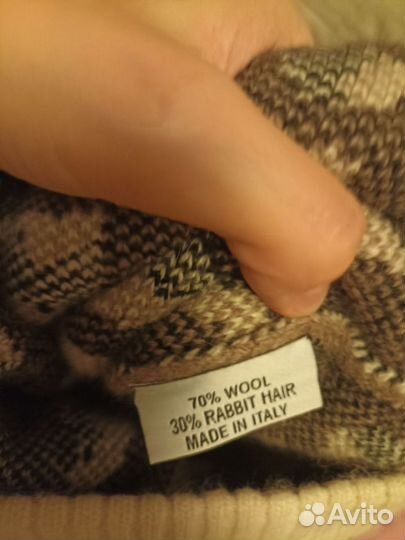 70% WOOL
30% RABBIT HAIR
MADE IN ITALY
Avito